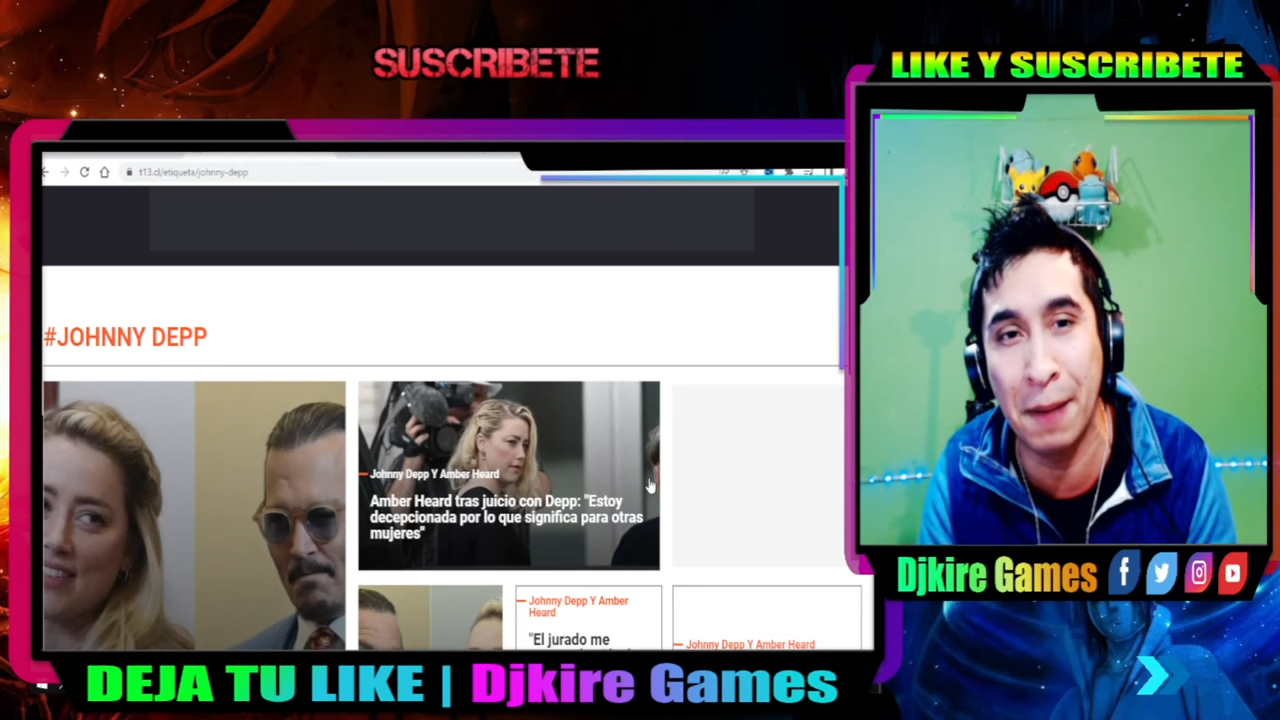 SUSCRIBETE
LIKE Y SUSCRIBETE
t13.cl/etiqueta/johnny-depp
#JOHNNY DEPP
Johnny Depp Y Amber Heard
Amber Heard tras juicio con Depp: "Estoy
decepcionada por lo que significa para otras
mujeres"
Johnny Depp Y Amber
Heard
"El jurado me
Johnny Depp Y Amber Heard
Djkire Games
DEJA TU LIKE | Djkire Games